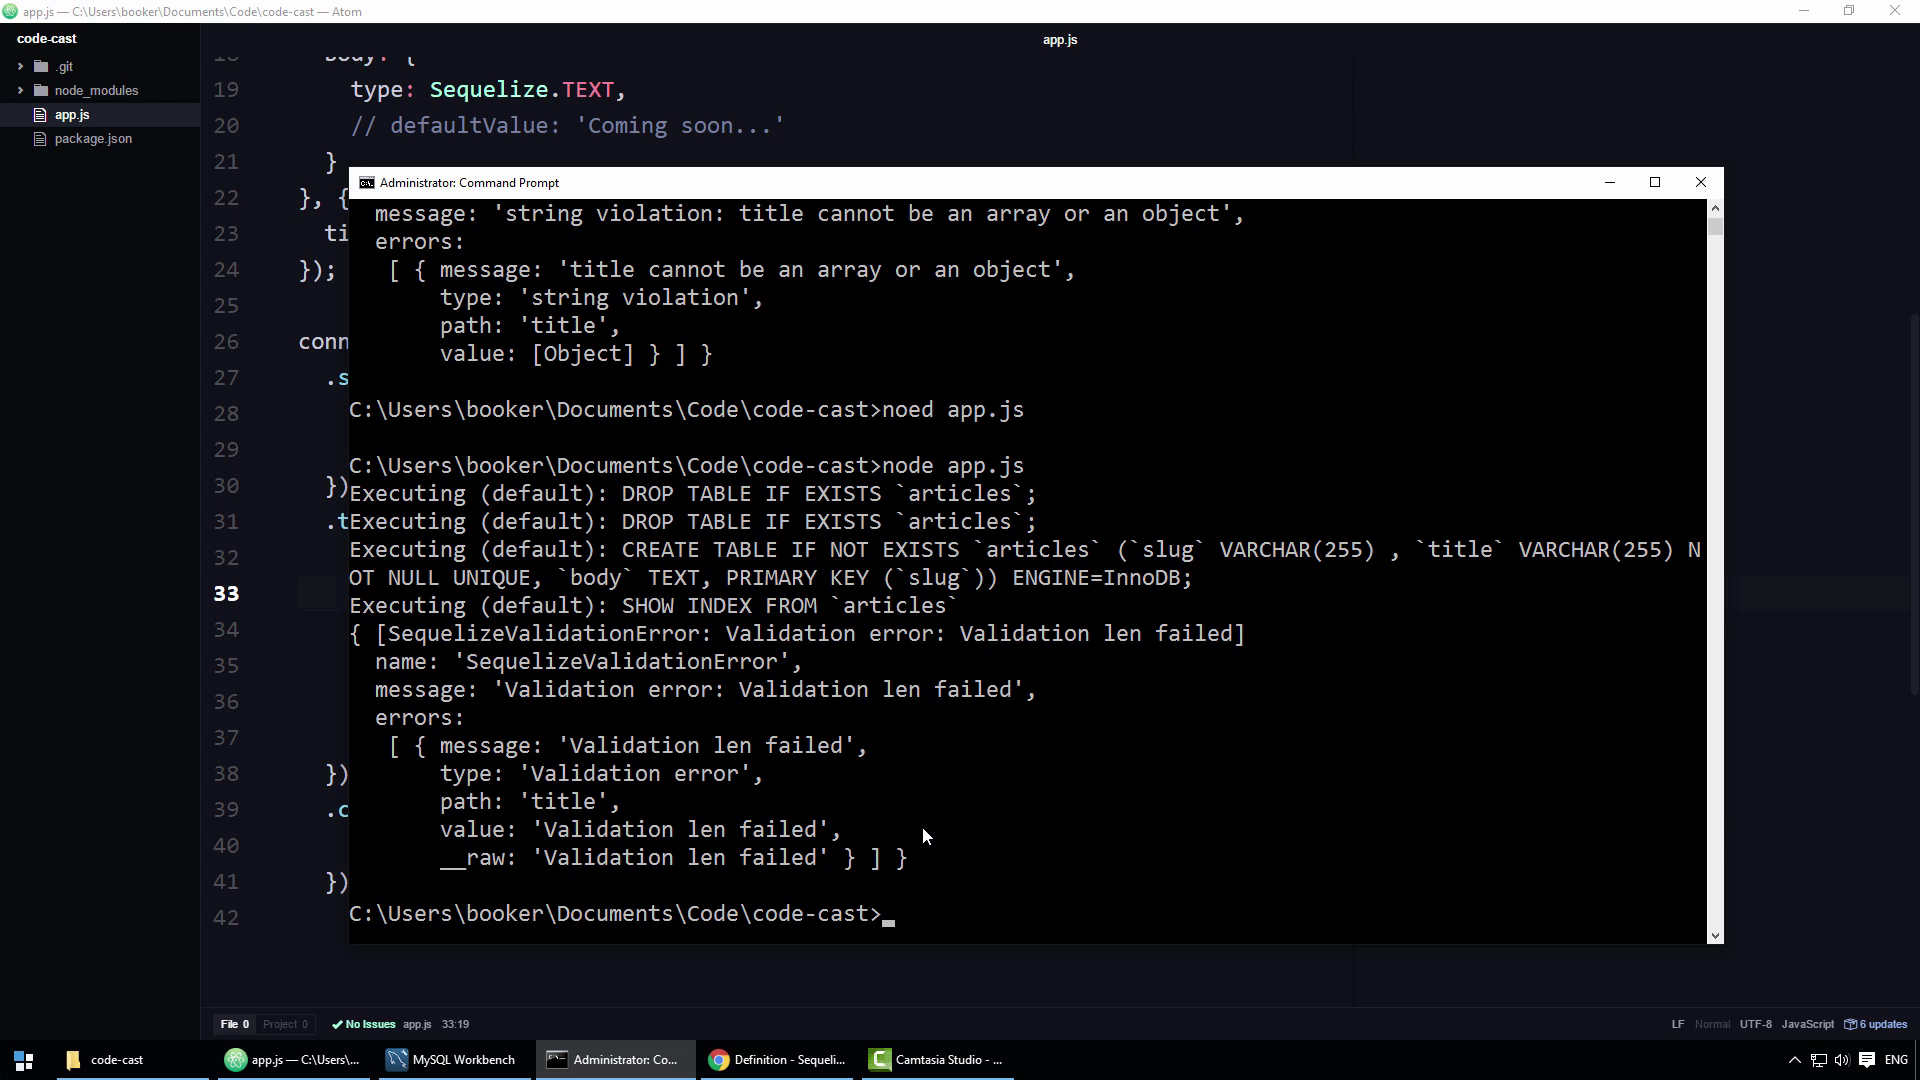 app.js — C:\Users\booker\Documents\Code\code-cast — Atom
code-cast
.git
node_modules
app.js
package.json
app.js
18 body: {
19 type: Sequelize.TEXT,
20 // defaultValue: 'Coming soon...'
21 }
22 }, {
23 ti
24 });
25
26 conn
27 .s
28
29
30 })
31 .t
32
33
34
35
36
37
38 })
39 .c
40
41 })
42
Administrator: Command Prompt
message: 'string violation: title cannot be an array or an object',
errors:
[ { message: 'title cannot be an array or an object',
type: 'string violation',
path: 'title',
value: [Object] } ] }
C:\Users\booker\Documents\Code\code-cast>noed app.js
C:\Users\booker\Documents\Code\code-cast>node app.js
Executing (default): DROP TABLE IF EXISTS `articles`;
Executing (default): DROP TABLE IF EXISTS `articles`;
Executing (default): CREATE TABLE IF NOT EXISTS `articles` (`slug` VARCHAR(255) , `title` VARCHAR(255) N
OT NULL UNIQUE, `body` TEXT, PRIMARY KEY (`slug`)) ENGINE=InnoDB;
Executing (default): SHOW INDEX FROM `articles`
{ [SequelizeValidationError: Validation error: Validation len failed]
name: 'SequelizeValidationError',
message: 'Validation error: Validation len failed',
errors:
[ { message: 'Validation len failed',
type: 'Validation error',
path: 'title',
value: 'Validation len failed',
__raw: 'Validation len failed' } ] }
C:\Users\booker\Documents\Code\code-cast>
File 0 Project 0 No Issues app.js 33:19 LF Normal UTF-8 JavaScript 6 updates
code-cast app.js — C:\Users\... MySQL Workbench Administrator: Co... Definition - Sequeli... Camtasia Studio - ... ENG